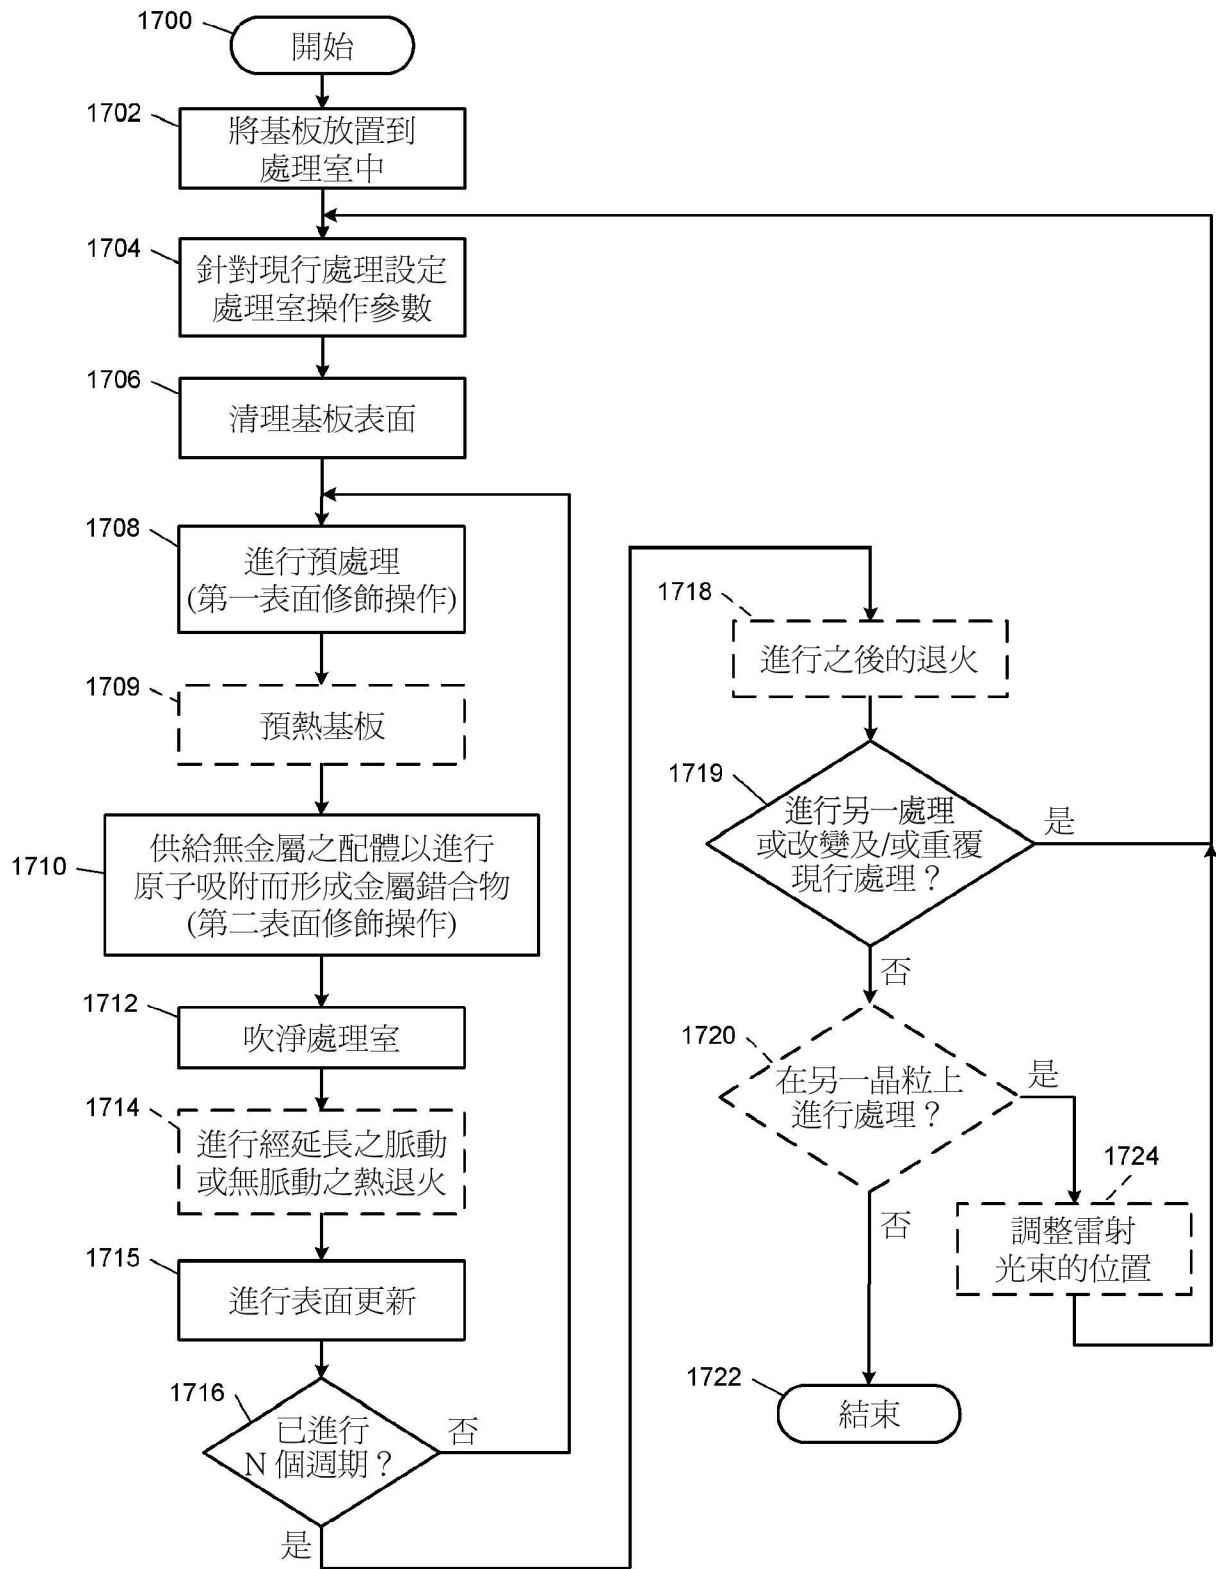 1700
開始
1702
將基板放置到
處理室中
1704
針對現行處理設定
處理室操作參數
1706
清理基板表面
1708
進行預處理
(第一表面修飾操作)
1709
預熱基板
1710
供給無金屬之配體以進行
原子吸附而形成金屬錯合物
(第二表面修飾操作)
1712
吹淨處理室
1714
進行經延長之脈動
或無脈動之熱退火
1715
進行表面更新
1716
已進行
N 個週期？
否
是
1718
進行之後的退火
1719
進行另一處理
或改變及/或重覆
現行處理？
是
否
1720
在另一晶粒上
進行處理？
是
否
1724
調整雷射
光束的位置
1722
結束